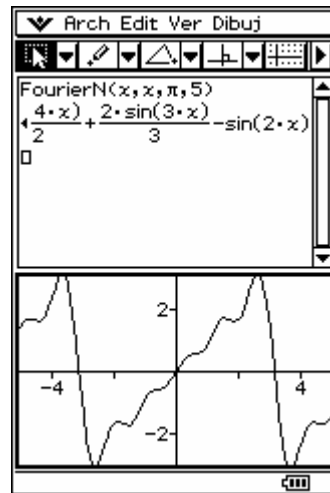 Arch Edit Ver Dibuj
FourierN(x,x,π,5)
4·x)/2+2·sin(3·x)/3-sin(2·x)
2
-4 4
-2